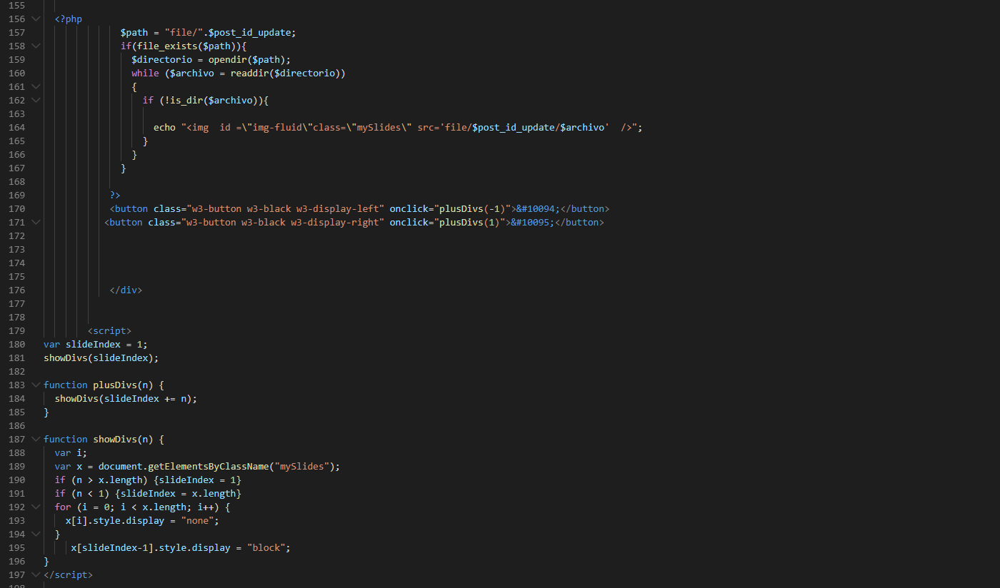 155
156 <?php
157 $path = "file/".$post_id_update;
158 if(file_exists($path)){
159 $directorio = opendir($path);
160 while ($archivo = readdir($directorio))
161 {
162 if (!is_dir($archivo)){
163
164 echo "<img  id =\"img-fluid\"class=\"mySlides\" src='file/$post_id_update/$archivo'  />";
165 }
166 }
167 }
168
169 ?>
170 <button class="w3-button w3-black w3-display-left" onclick="plusDivs(-1)">&#10094;</button>
171 <button class="w3-button w3-black w3-display-right" onclick="plusDivs(1)">&#10095;</button>
172
173
174
175
176 </div>
177
178
179 <script>
180 var slideIndex = 1;
181 showDivs(slideIndex);
182
183 function plusDivs(n) {
184 showDivs(slideIndex += n);
185 }
186
187 function showDivs(n) {
188 var i;
189 var x = document.getElementsByClassName("mySlides");
190 if (n > x.length) {slideIndex = 1}
191 if (n < 1) {slideIndex = x.length}
192 for (i = 0; i < x.length; i++) {
193 x[i].style.display = "none";
194 }
195 x[slideIndex-1].style.display = "block";
196 }
197 </script>